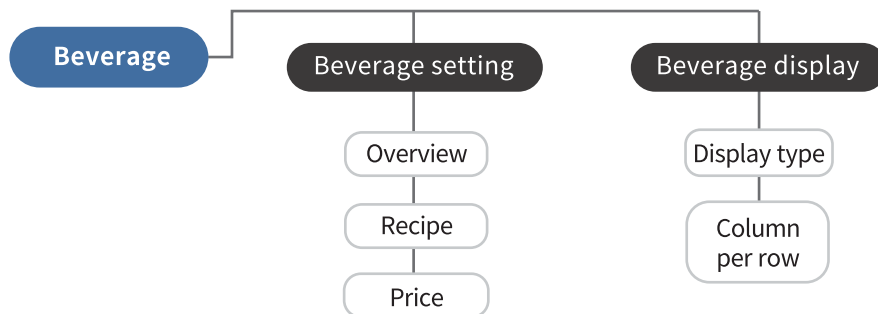 Beverage
Beverage setting
Overview
Recipe
Price
Beverage display
Display type
Column
per row